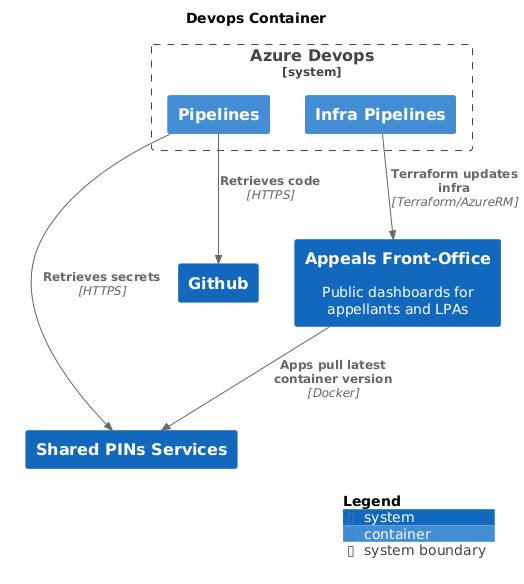 Devops Container
Azure Devops
[system]
Pipelines
Infra Pipelines
Retrieves code
[HTTPS]
Terraform updates
infra
[Terraform/AzureRM]
Appeals Front-Office
Public dashboards for
appellants and LPAs
Github
Retrieves secrets
[HTTPS]
Apps pull latest
container version
[Docker]
Shared PINs Services
Legend
system
container
system boundary